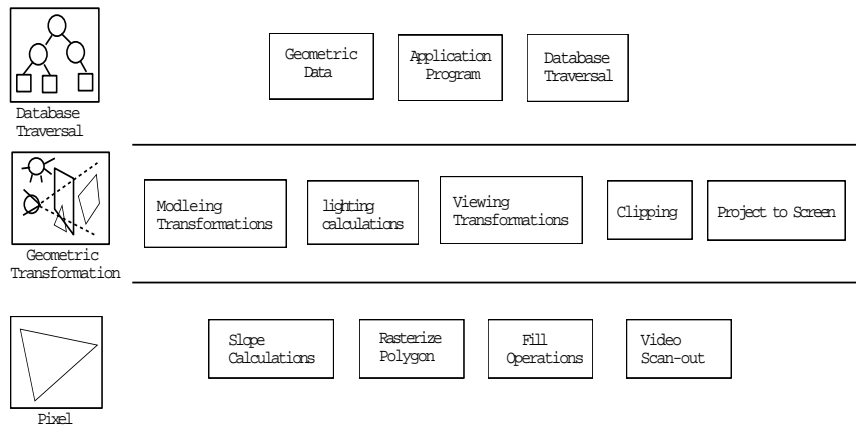 Geometric
Data
Application
Program
Database
Traversal
Database
Traversal
Modleing
Transformations
lighting
calculations
Viewing
Transformations
Clipping
Project to Screen
Geometric
Transformation
Slope
Calculations
Rasterize
Polygon
Fill
Operations
Video
Scan-out
Pixel